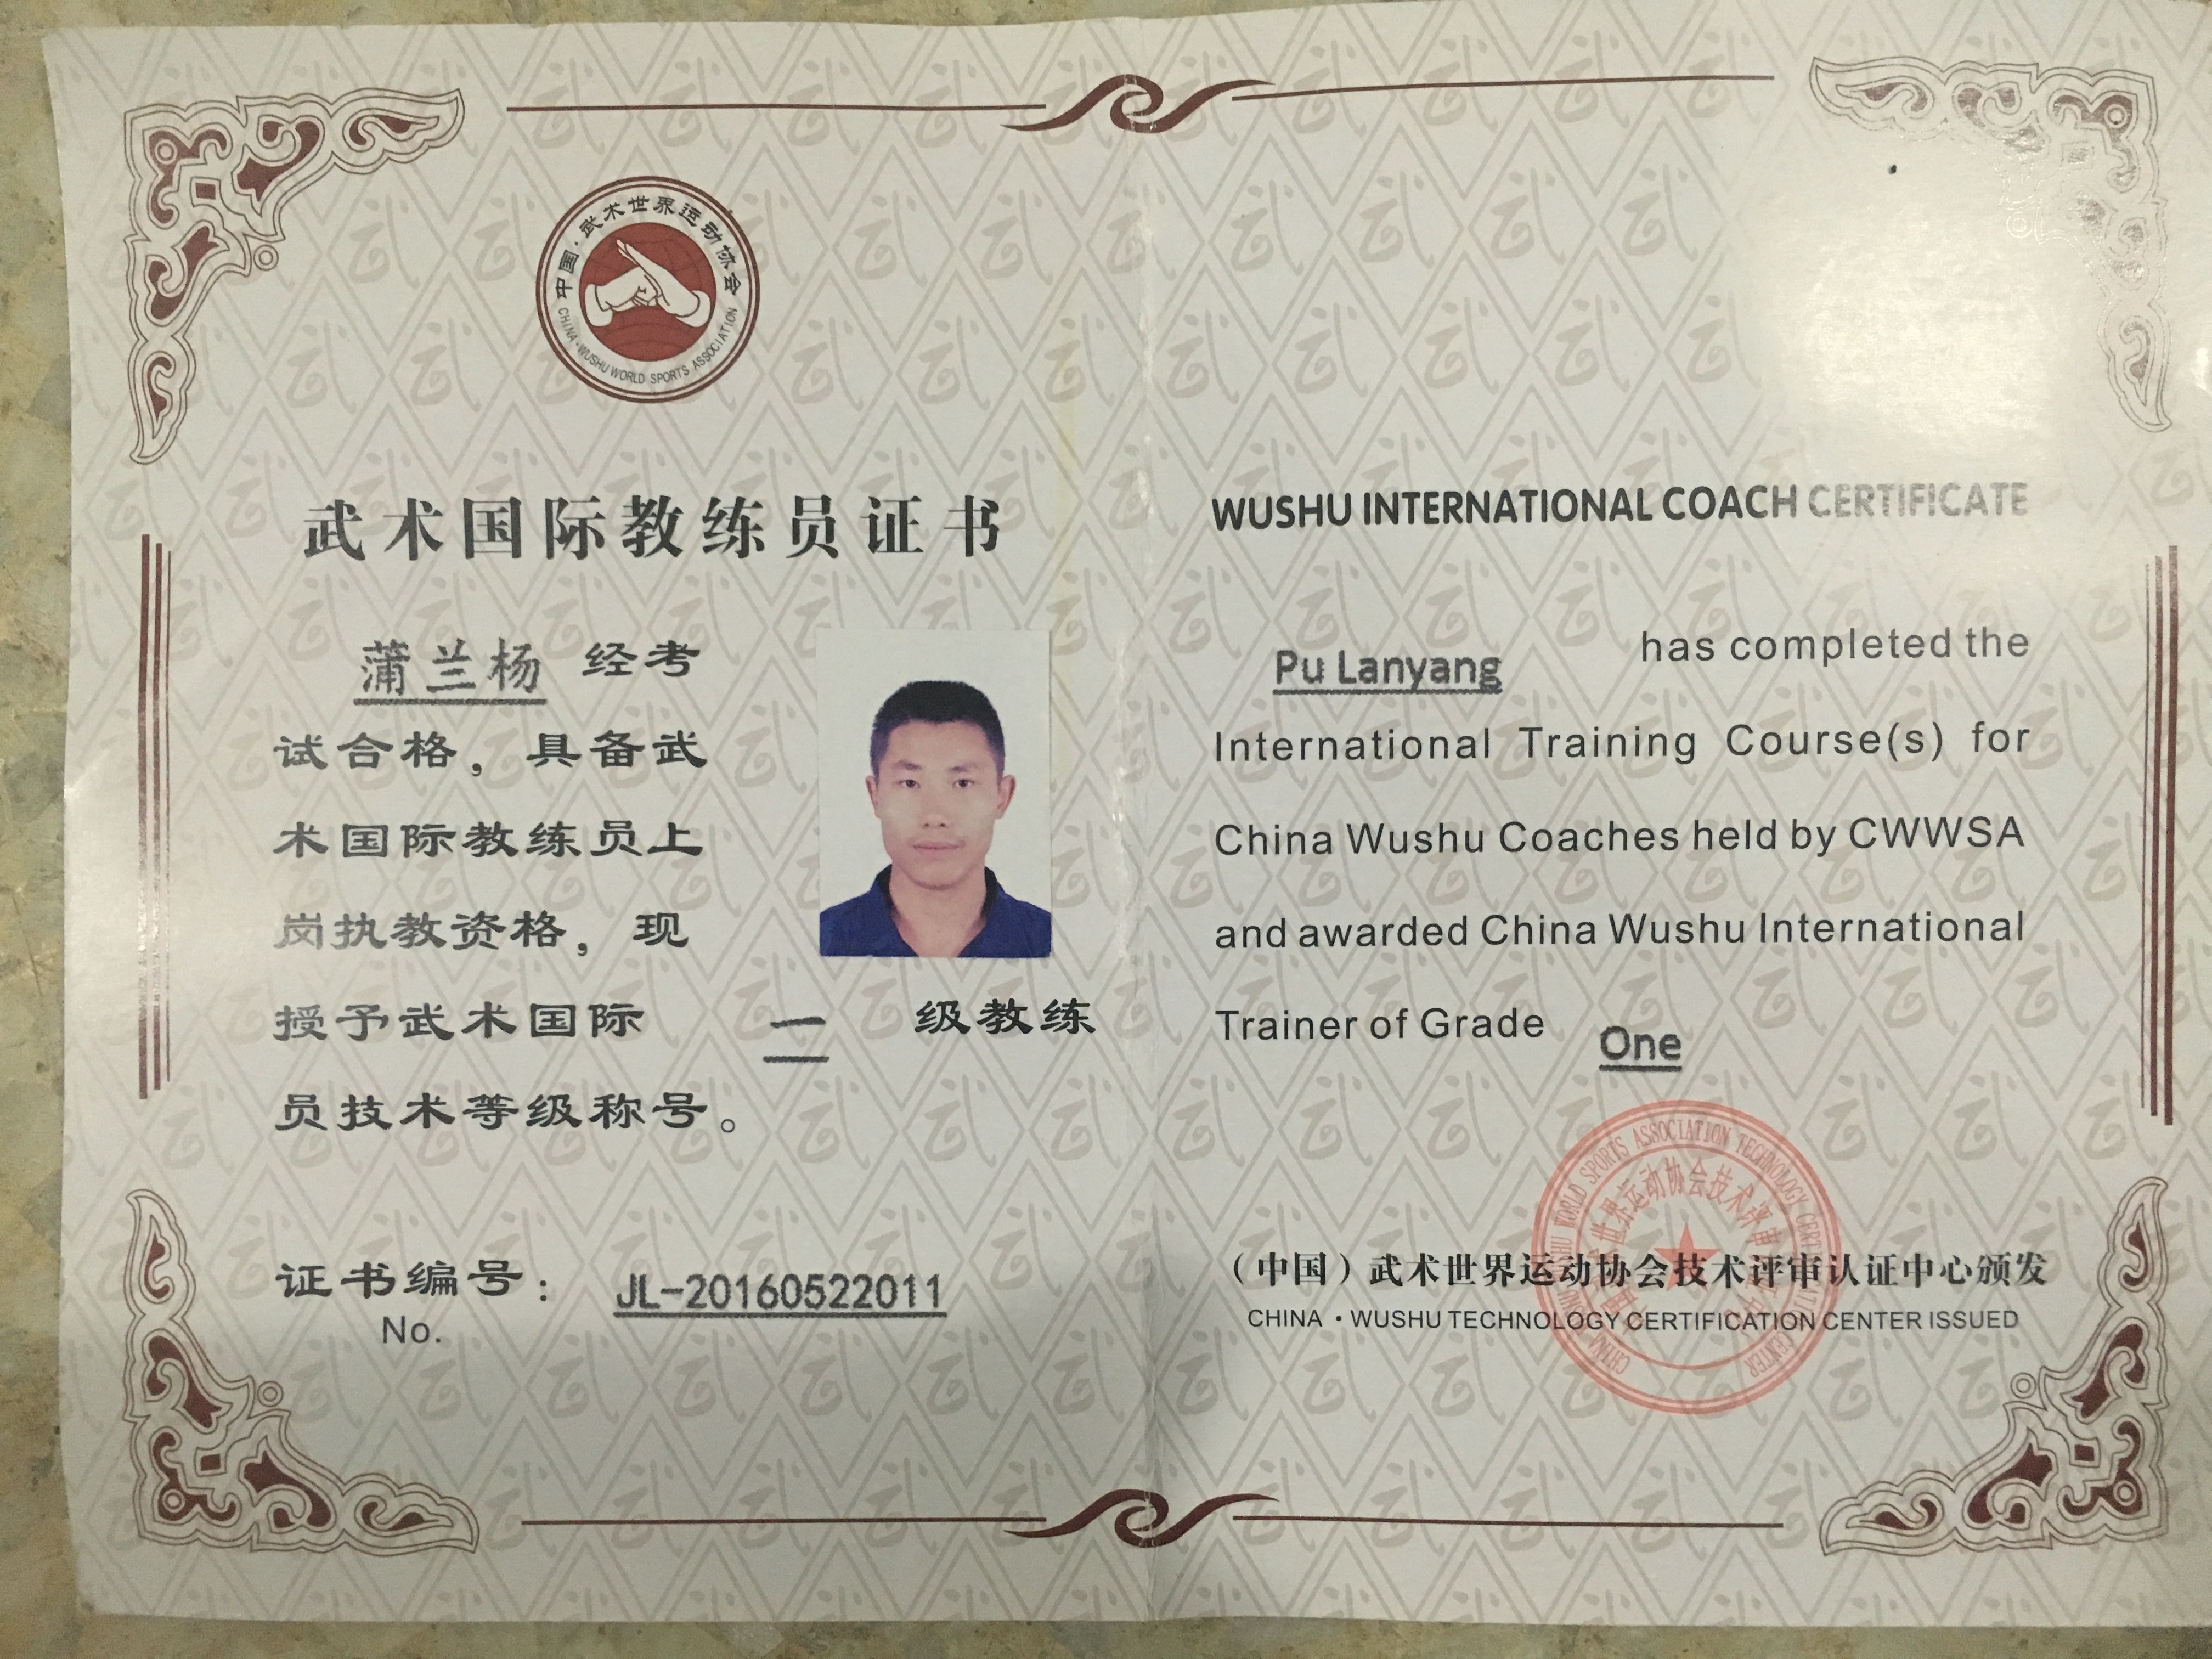 中国·武术世界运动协会
CHINA·WUSHU WORLD SPORTS ASSOCIATION
武术国际教练员证书
蒲兰杨 经考
试合格，具备武
术国际教练员上
岗执教资格，现
授予武术国际 一 级教练
员技术等级称号。
证书编号： JL-20160522011
No.
WUSHU INTERNATIONAL COACH CERTIFICATE
Pu Lanyang has completed the
International Training Course(s) for
China Wushu Coaches held by CWWSA
and awarded China Wushu International
Trainer of Grade One
（中国）武术世界运动协会技术评审认证中心颁发
CHINA·WUSHU TECHNOLOGY CERTIFICATION CENTER ISSUED
WORLD SPORTS ASSOCIATION TECHNOLOGY CERTIFICATION CENTER
世界运动协会技术评审